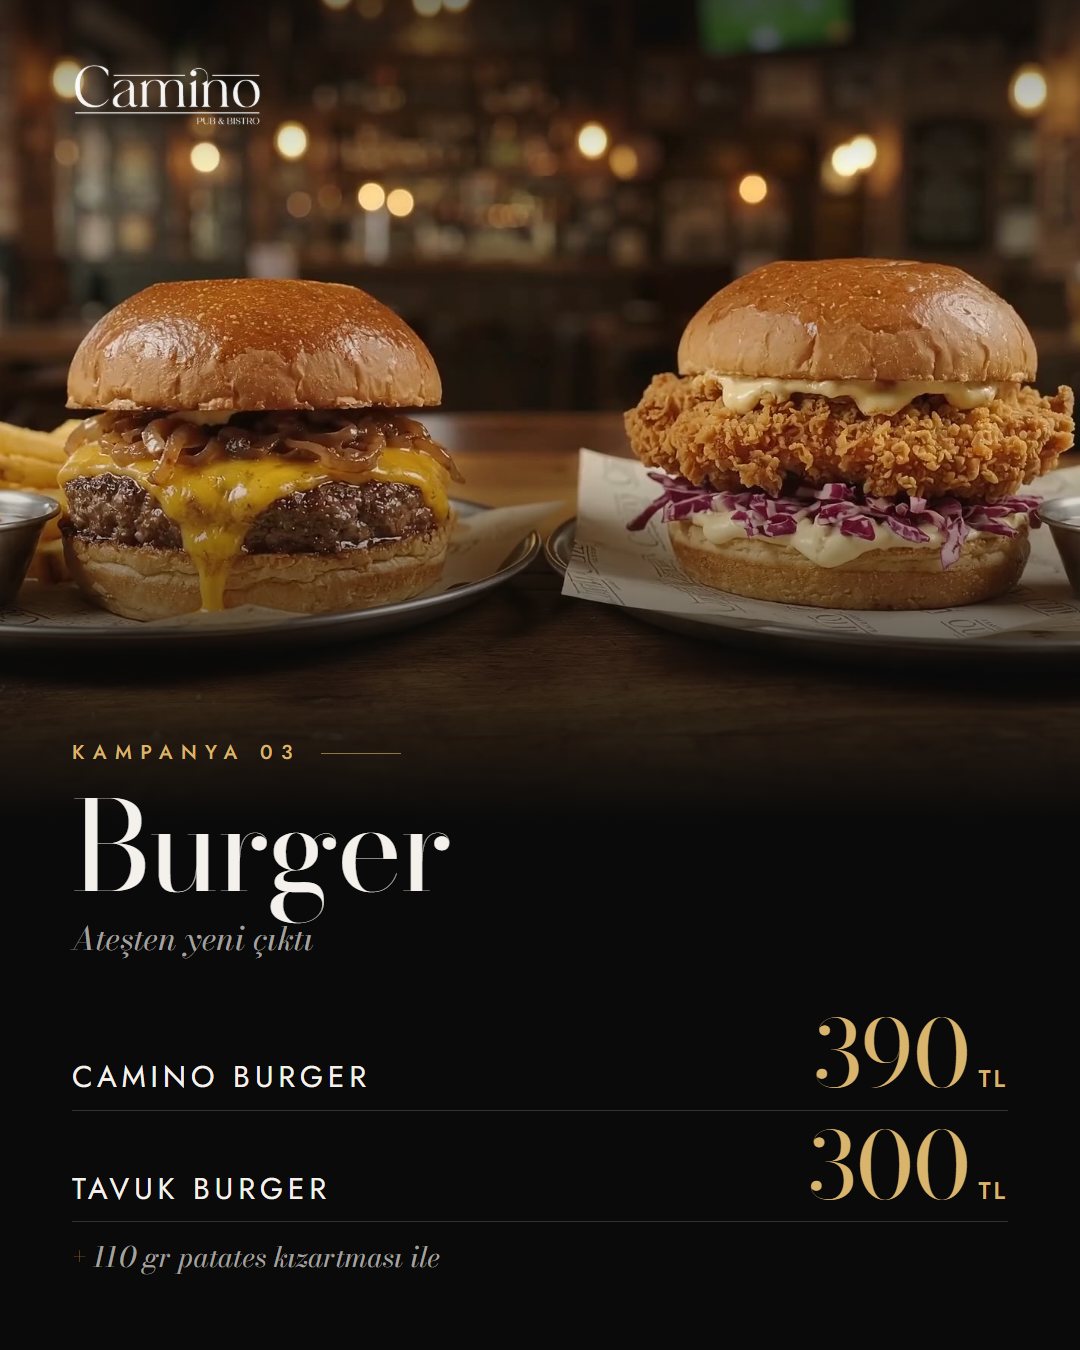 Camino
PUB & BISTRO
KAMPANYA 03
Burger
Ateşten yeni çıktı
CAMINO BURGER 390 TL
TAVUK BURGER 300 TL
+ 110 gr patates kızartması ile